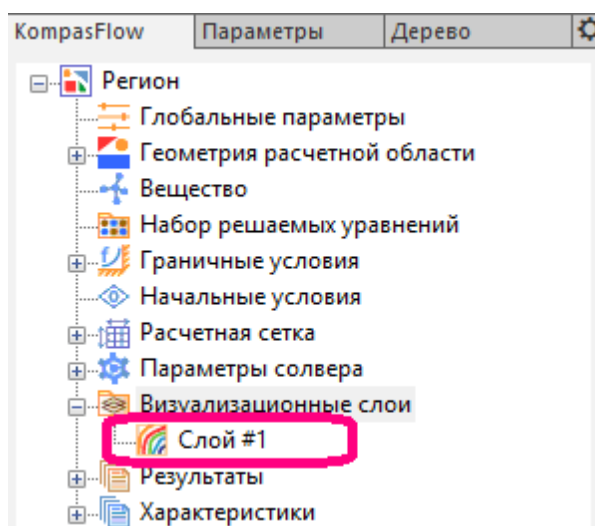 KompasFlow Параметры Дерево
Регион
Глобальные параметры
Геометрия расчетной области
Вещество
Набор решаемых уравнений
Граничные условия
Начальные условия
Расчетная сетка
Параметры солвера
Визуализационные слои
Слой #1
Результаты
Характеристики